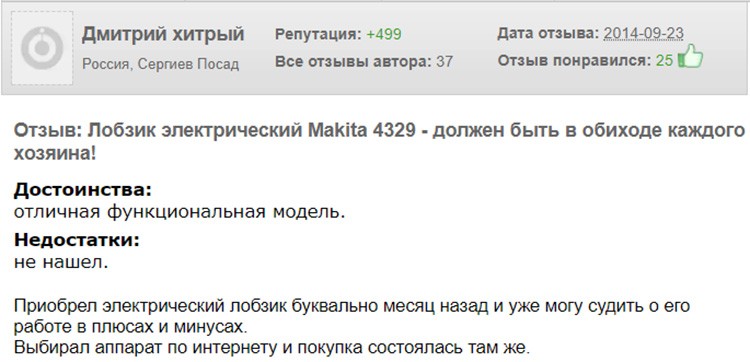 Дмитрий хитрый
Россия, Сергиев Посад
Репутация: +499
Все отзывы автора: 37
Дата отзыва: 2014-09-23
Отзыв понравился: 25
Отзыв: Лобзик электрический Makita 4329 - должен быть в обиходе каждого
хозяина!
Достоинства:
отличная функциональная модель.
Недостатки:
не нашел.
Приобрел электрический лобзик буквально месяц назад и уже могу судить о его
работе в плюсах и минусах.
Выбирал аппарат по интернету и покупка состоялась там же.